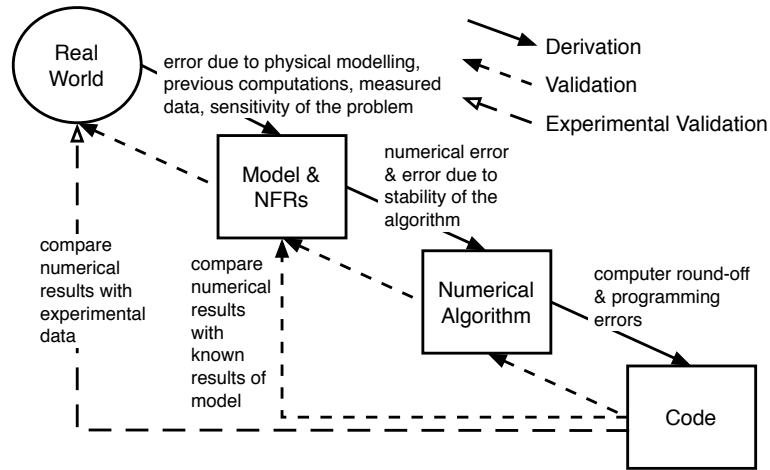 Real
World
error due to physical modelling,
previous computations, measured
data, sensitivity of the problem
Derivation
Validation
Experimental Validation
Model &
NFRs
numerical error
& error due to
stability of the
algorithm
compare
numerical
results with
experimental
data
compare
numerical
results
with
known
results of
model
Numerical
Algorithm
computer round-off
& programming
errors
Code